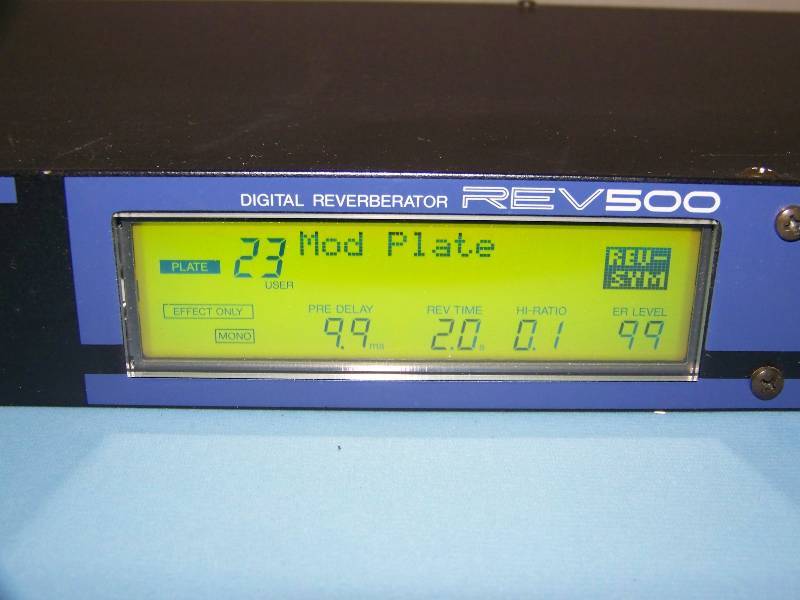 DIGITAL REVERBERATOR REV500
PLATE 23 Mod Plate
USER
REV-
SYM
EFFECT ONLY PRE DELAY REV TIME HI-RATIO ER LEVEL
MONO 9.9 ms 2.0 s 0.1 99